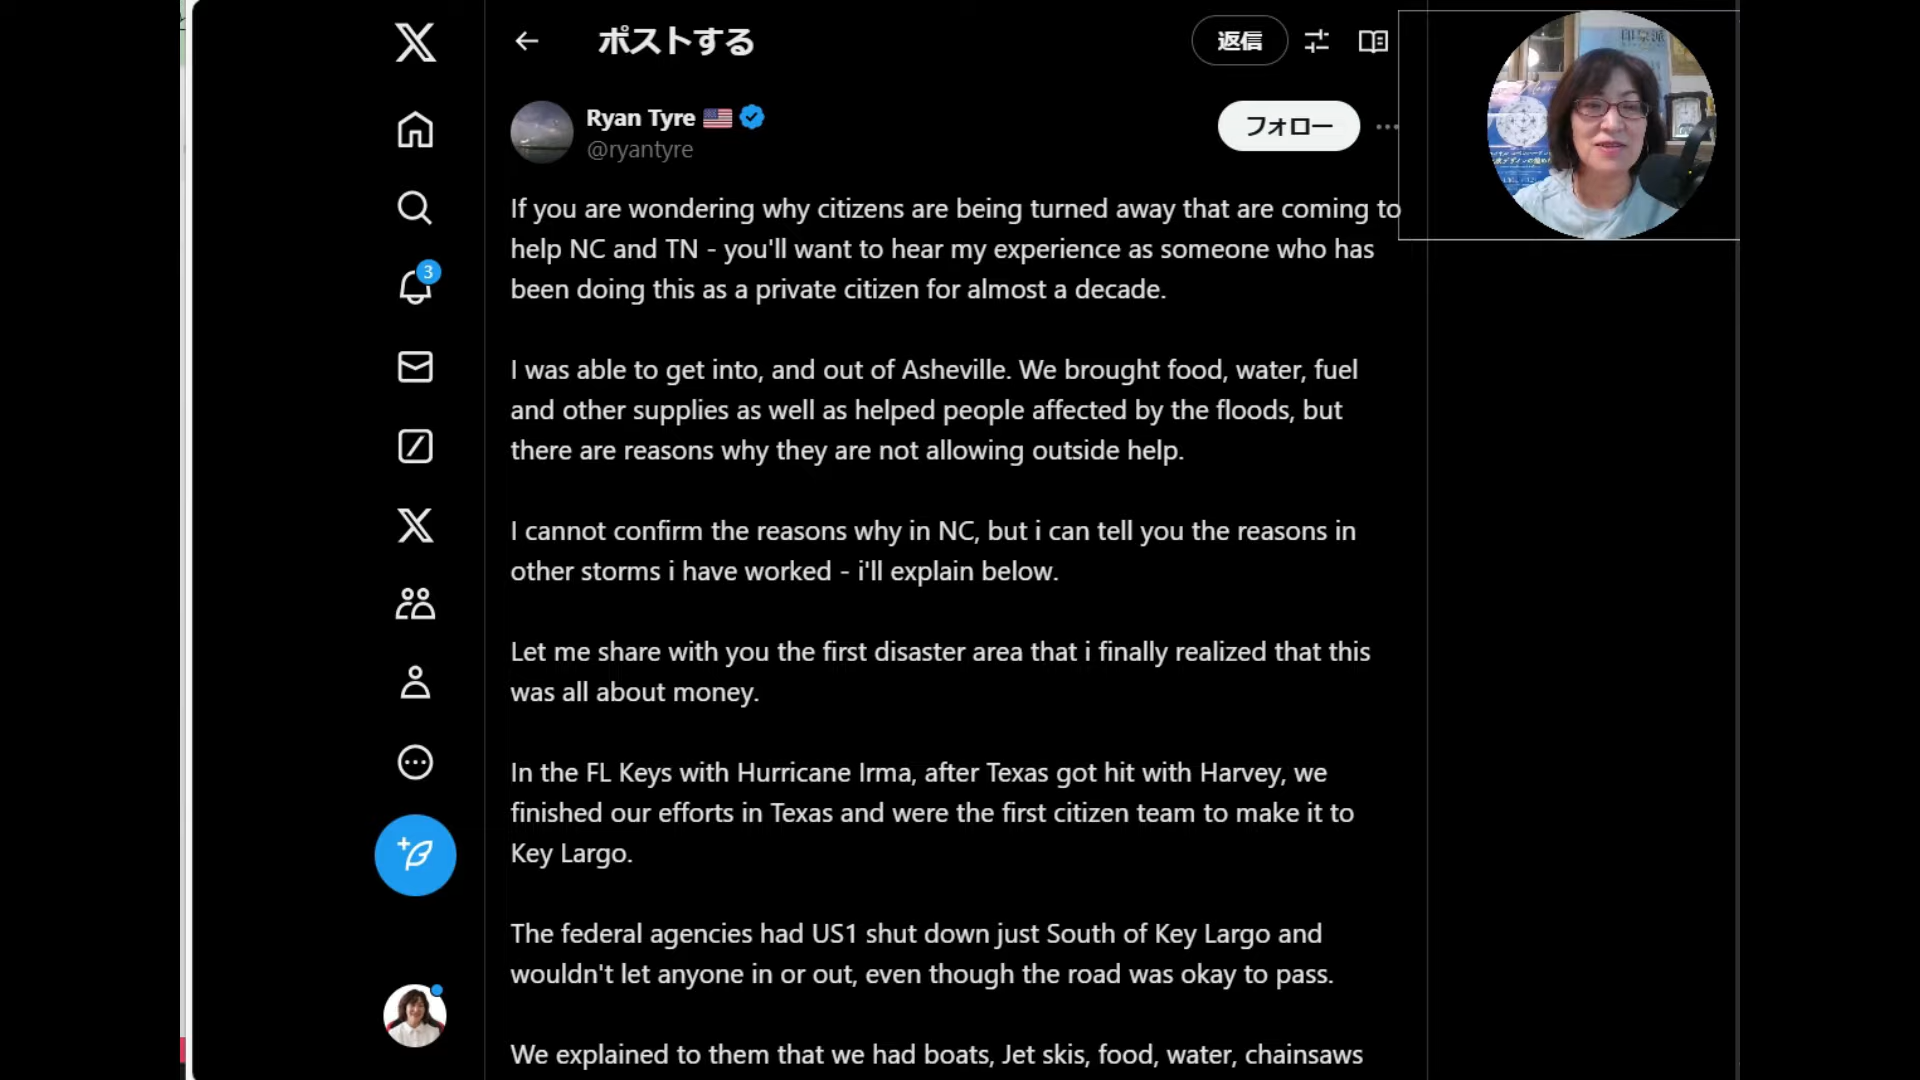 ポストする
返信
Ryan Tyre
@ryantyre
フォロー
3
If you are wondering why citizens are being turned away that are coming to
help NC and TN - you'll want to hear my experience as someone who has
been doing this as a private citizen for almost a decade.
I was able to get into, and out of Asheville. We brought food, water, fuel
and other supplies as well as helped people affected by the floods, but
there are reasons why they are not allowing outside help.
I cannot confirm the reasons why in NC, but i can tell you the reasons in
other storms i have worked - i'll explain below.
Let me share with you the first disaster area that i finally realized that this
was all about money.
In the FL Keys with Hurricane Irma, after Texas got hit with Harvey, we
finished our efforts in Texas and were the first citizen team to make it to
Key Largo.
The federal agencies had US1 shut down just South of Key Largo and
wouldn't let anyone in or out, even though the road was okay to pass.
We explained to them that we had boats, Jet skis, food, water, chainsaws
印象派